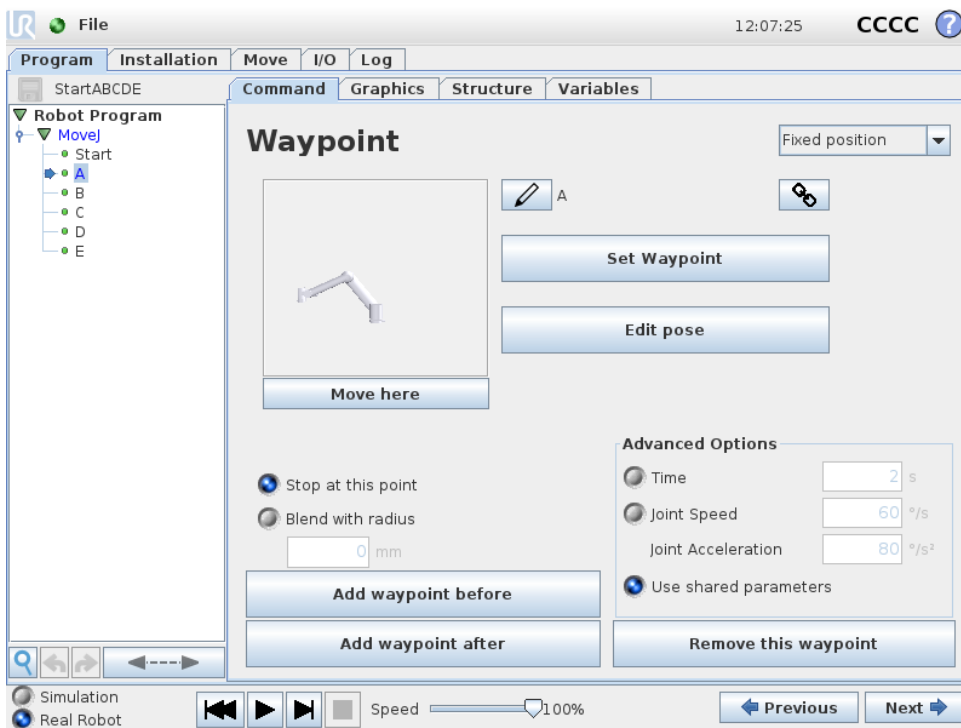 UR File 12:07:25 CCCC ?
Program Installation Move I/O Log
StartABCDE
Command Graphics Structure Variables
Robot Program
MoveJ
Start
A
B
C
D
E
Waypoint
Fixed position
A
Set Waypoint
Edit pose
Move here
Stop at this point
Blend with radius
0 mm
Advanced Options
Time 2 s
Joint Speed 60 °/s
Joint Acceleration 80 °/s²
Use shared parameters
Add waypoint before
Add waypoint after
Remove this waypoint
Simulation
Real Robot
Speed 100%
Previous Next